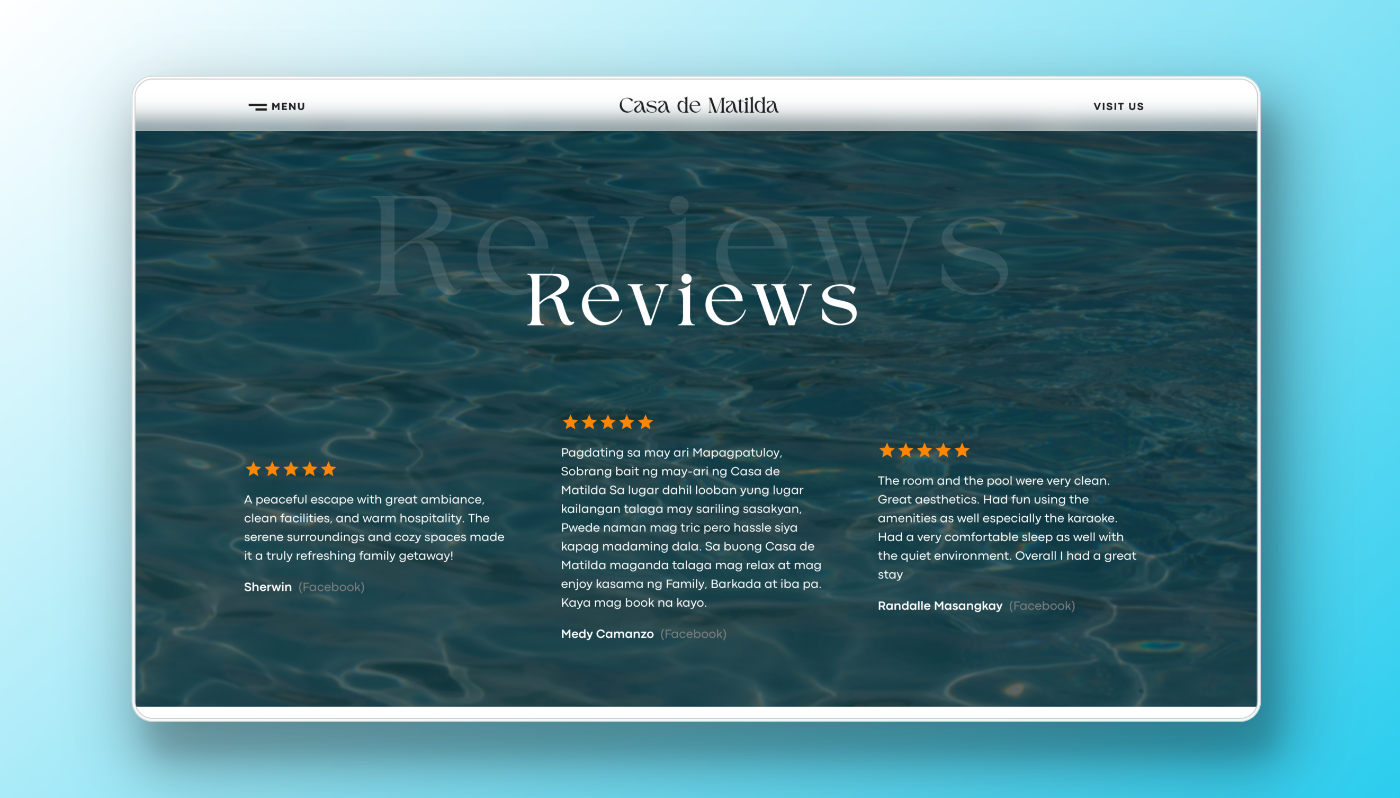 MENU
Casa de Matilda
VISIT US
Reviews
Reviews
A peaceful escape with great ambiance,
clean facilities, and warm hospitality. The
serene surroundings and cozy spaces made
it a truly refreshing family getaway!
Sherwin (Facebook)
Pagdating sa may ari Mapagpatuloy,
Sobrang bait ng may-ari ng Casa de
Matilda Sa lugar dahil looban yung lugar
kailangan talaga may sariling sasakyan,
Pwede naman mag tric pero hassle siya
kapag madaming dala. Sa buong Casa de
Matilda maganda talaga mag relax at mag
enjoy kasama ng Family, Barkada at iba pa.
Kaya mag book na kayo.
Medy Camanzo (Facebook)
The room and the pool were very clean.
Great aesthetics. Had fun using the
amenities as well especially the karaoke.
Had a very comfortable sleep as well with
the quiet environment. Overall I had a great
stay
Randalle Masangkay (Facebook)